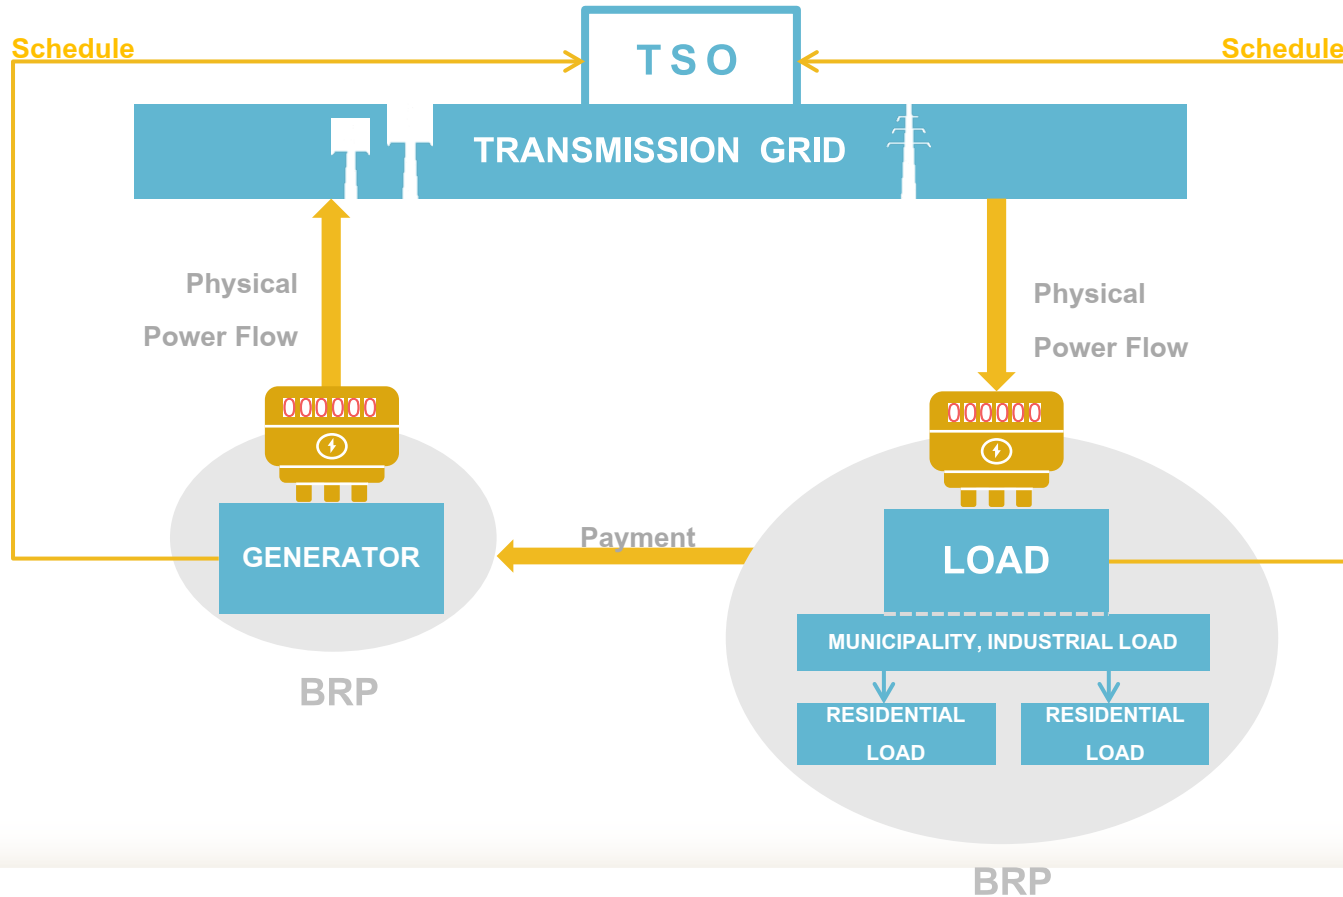 Schedule
TSO
Schedule
TRANSMISSION GRID
Physical
Power Flow
Physical
Power Flow
000000
000000
GENERATOR
Payment
LOAD
MUNICIPALITY, INDUSTRIAL LOAD
RESIDENTIAL
LOAD
RESIDENTIAL
LOAD
BRP
BRP